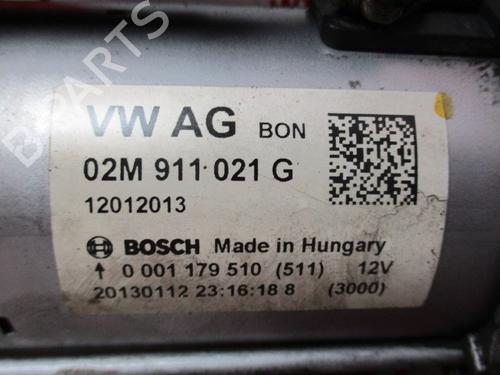 B-PARTS
VW AG BON
02M 911 021 G
12012013
BOSCH Made in Hungary
↑ 0 001 179 510 (511) 12V
20130112 23:16:18 8 (3000)